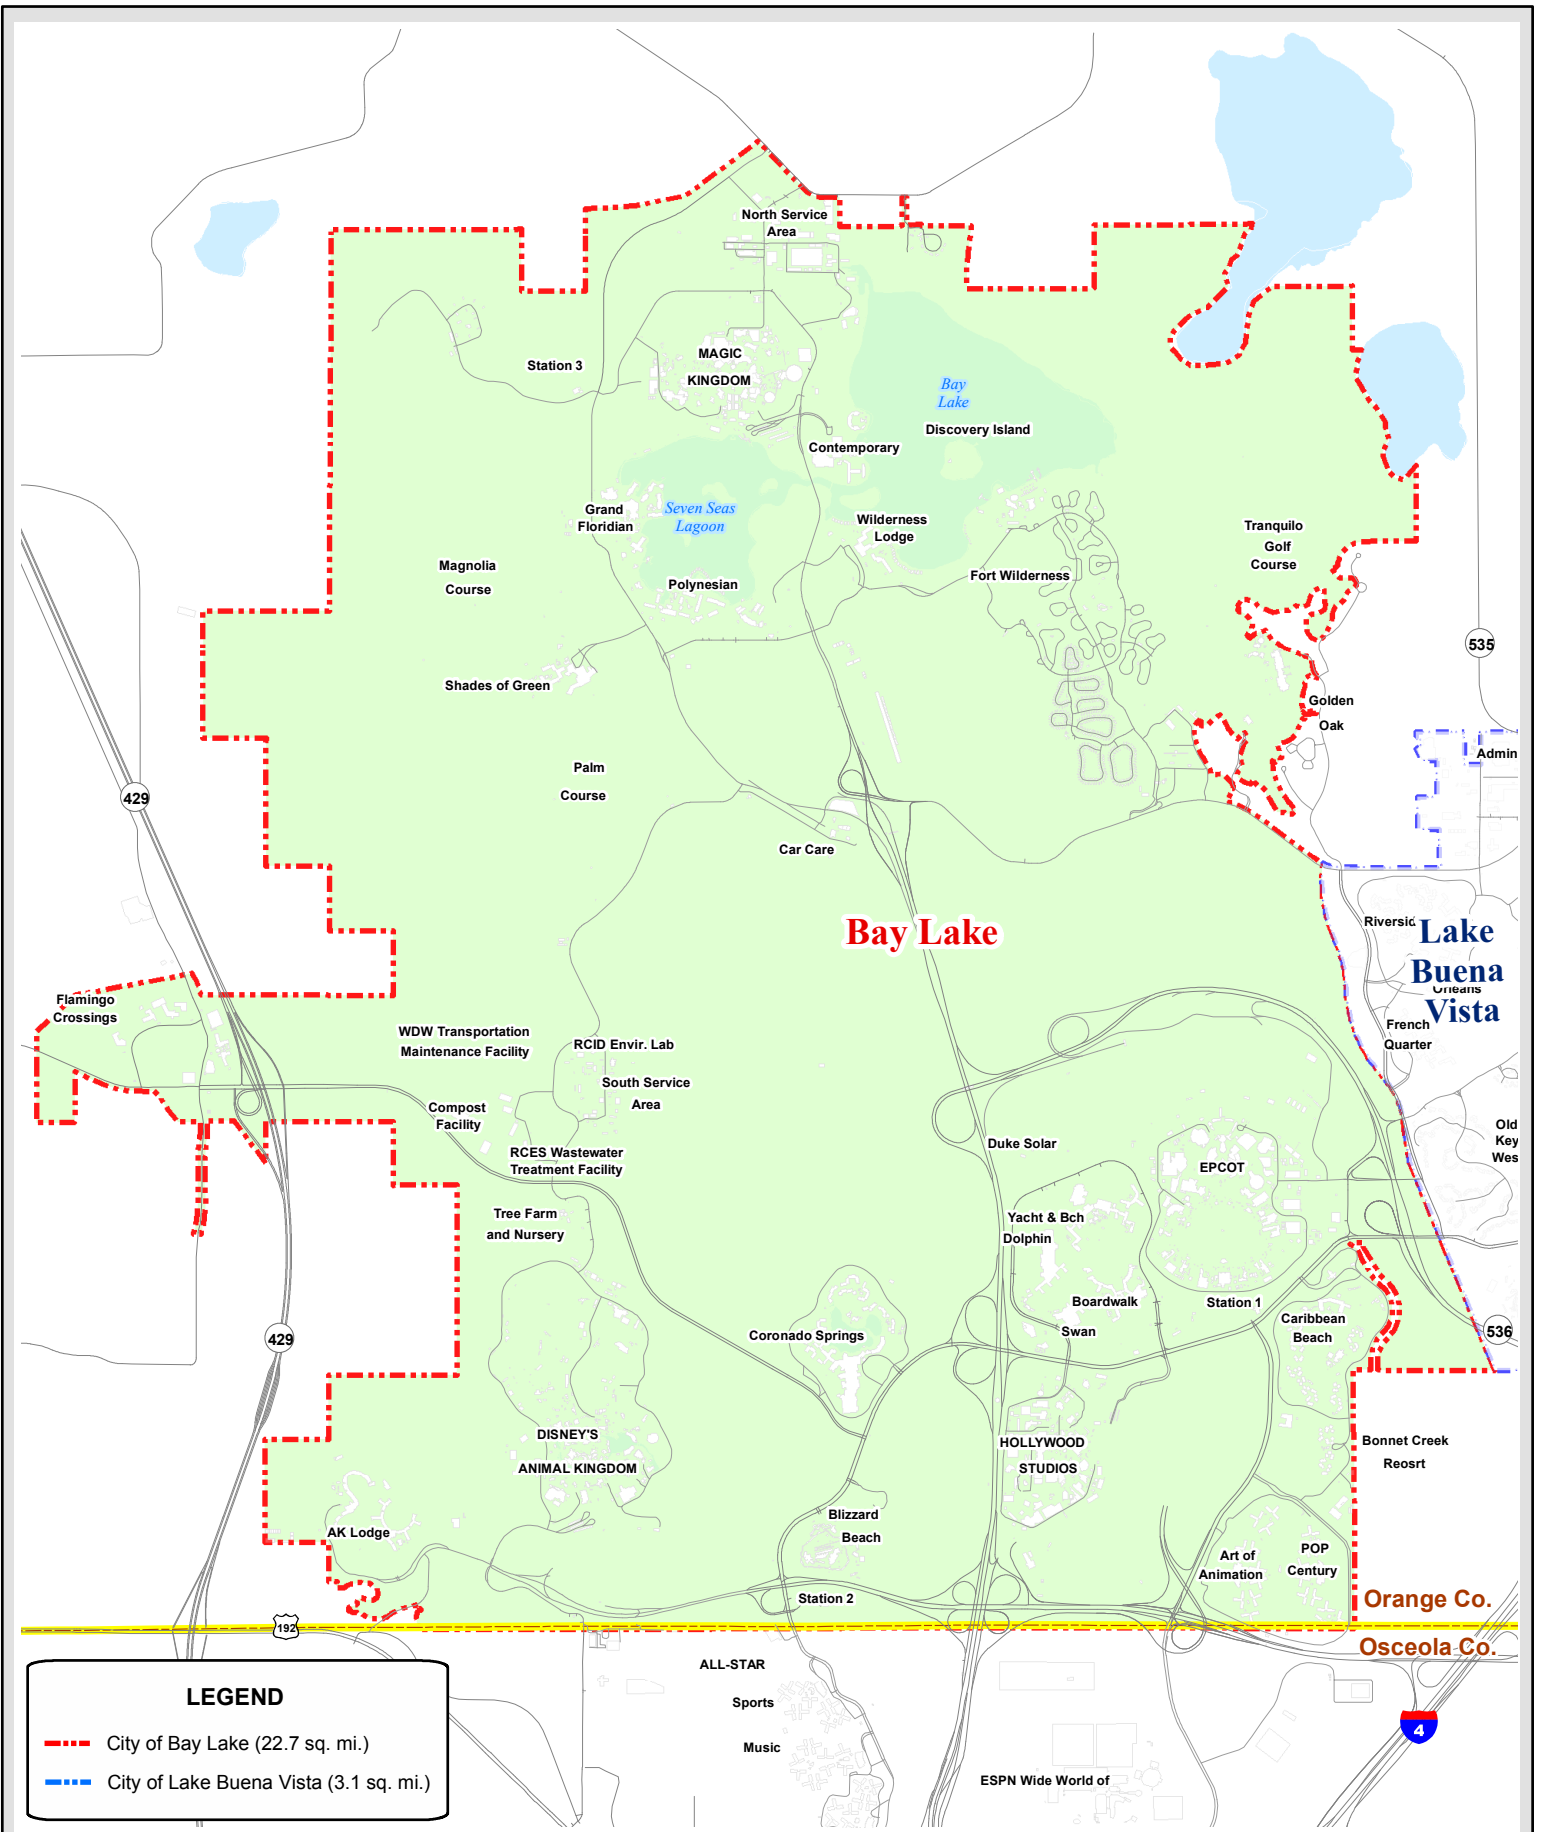 North Service
Area
Station 3
MAGIC
KINGDOM
Bay
Lake
Discovery Island
Contemporary
Grand
Floridian
Seven Seas
Lagoon
Wilderness
Lodge
Tranquilo
Golf
Course
Magnolia
Course
Polynesian
Fort Wilderness
535
Shades of Green
Golden
Oak
Admin
Palm
Course
429
Car Care
Bay Lake
Riversid
Lake
Buena
Vista
Orleans
French
Quarter
Flamingo
Crossings
WDW Transportation
Maintenance Facility
RCID Envir. Lab
South Service
Area
Compost
Facility
RCES Wastewater
Treatment Facility
Duke Solar
EPCOT
Old
Key
Wes
Tree Farm
and Nursery
Yacht & Bch
Dolphin
Boardwalk
Swan
Station 1
Caribbean
Beach
536
429
Coronado Springs
DISNEY'S
ANIMAL KINGDOM
HOLLYWOOD
STUDIOS
Bonnet Creek
Reosrt
AK Lodge
Blizzard
Beach
Art of
Animation
POP
Century
Station 2
Orange Co.
192
Osceola Co.
ALL-STAR
Sports
Music
ESPN Wide World of
4
LEGEND
City of Bay Lake (22.7 sq. mi.)
City of Lake Buena Vista (3.1 sq. mi.)